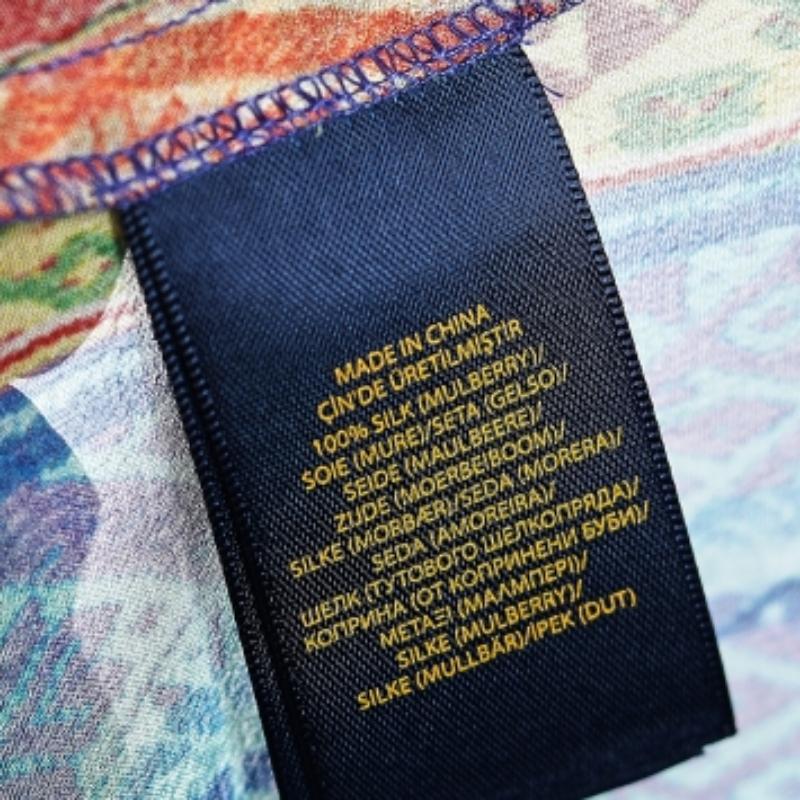 MADE IN CHINA
ÇİN'DE ÜRETİLMİŞTİR
100% SILK (MULBERRY)/
SOIE (MURE)/SETA (GELSO)/
SEIDE (MAULBEERE)/
ZIJDE (MOERBEIBOOM)/
SILKE (MORBÆR)/SEDA (MORERA)/
SEDA (AMOREIRA)/
ШЕЛК (ТУТОВОГО ШЕЛКОПРЯДА)/
КОПРИНА (ОТ КОПРИНЕНИ БУБИ)/
ΜΕΤΑΞΙ (ΜΑΛΜΠΕΡΙ)/
SILKE (MULBERRY)/
SILKE (MULLBÄR)/IPEK (DUT)